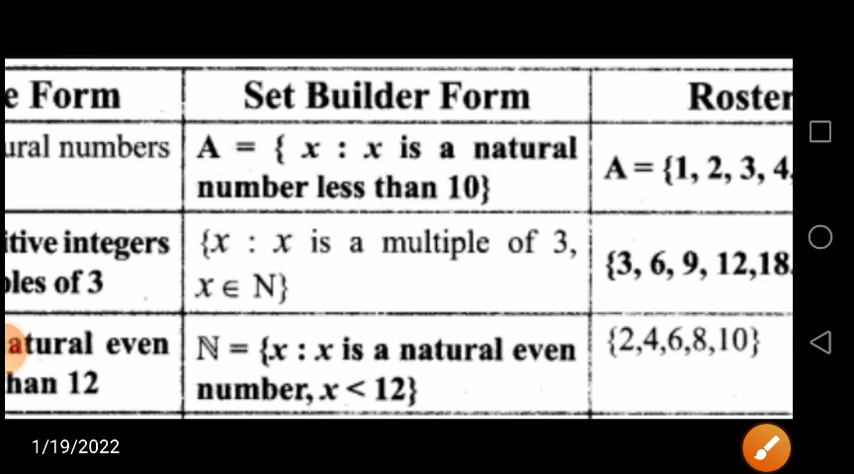 e Form Set Builder Form Roster
ural numbers A = { x : x is a natural
number less than 10} A = {1, 2, 3, 4,
itive integers {x : x is a multiple of 3,
ples of 3 x ∈ N} {3, 6, 9, 12,18
atural even ℕ = {x : x is a natural even {2,4,6,8,10}
han 12 number, x < 12}
1/19/2022